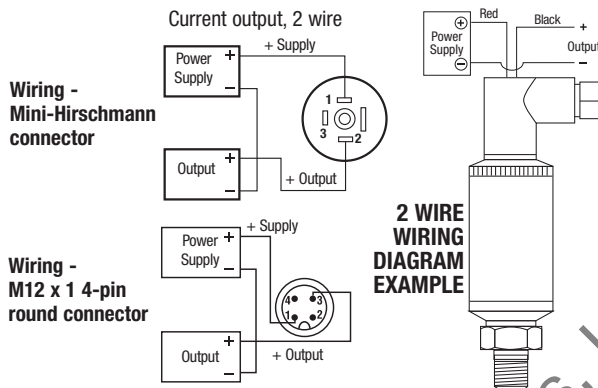 Current output, 2 wire
Wiring -
Mini-Hirschmann
connector
Power
Supply
+
-
+ Supply
1
3
2
Output
+
-
+ Output
Wiring -
M12 x 1 4-pin
round connector
Power
Supply
+
-
+ Supply
4
3
1
2
Output
+
-
+ Output
Red
Black
+
Power
Supply
+
-
Output
-
2 WIRE
WIRING
DIAGRAM
EXAMPLE